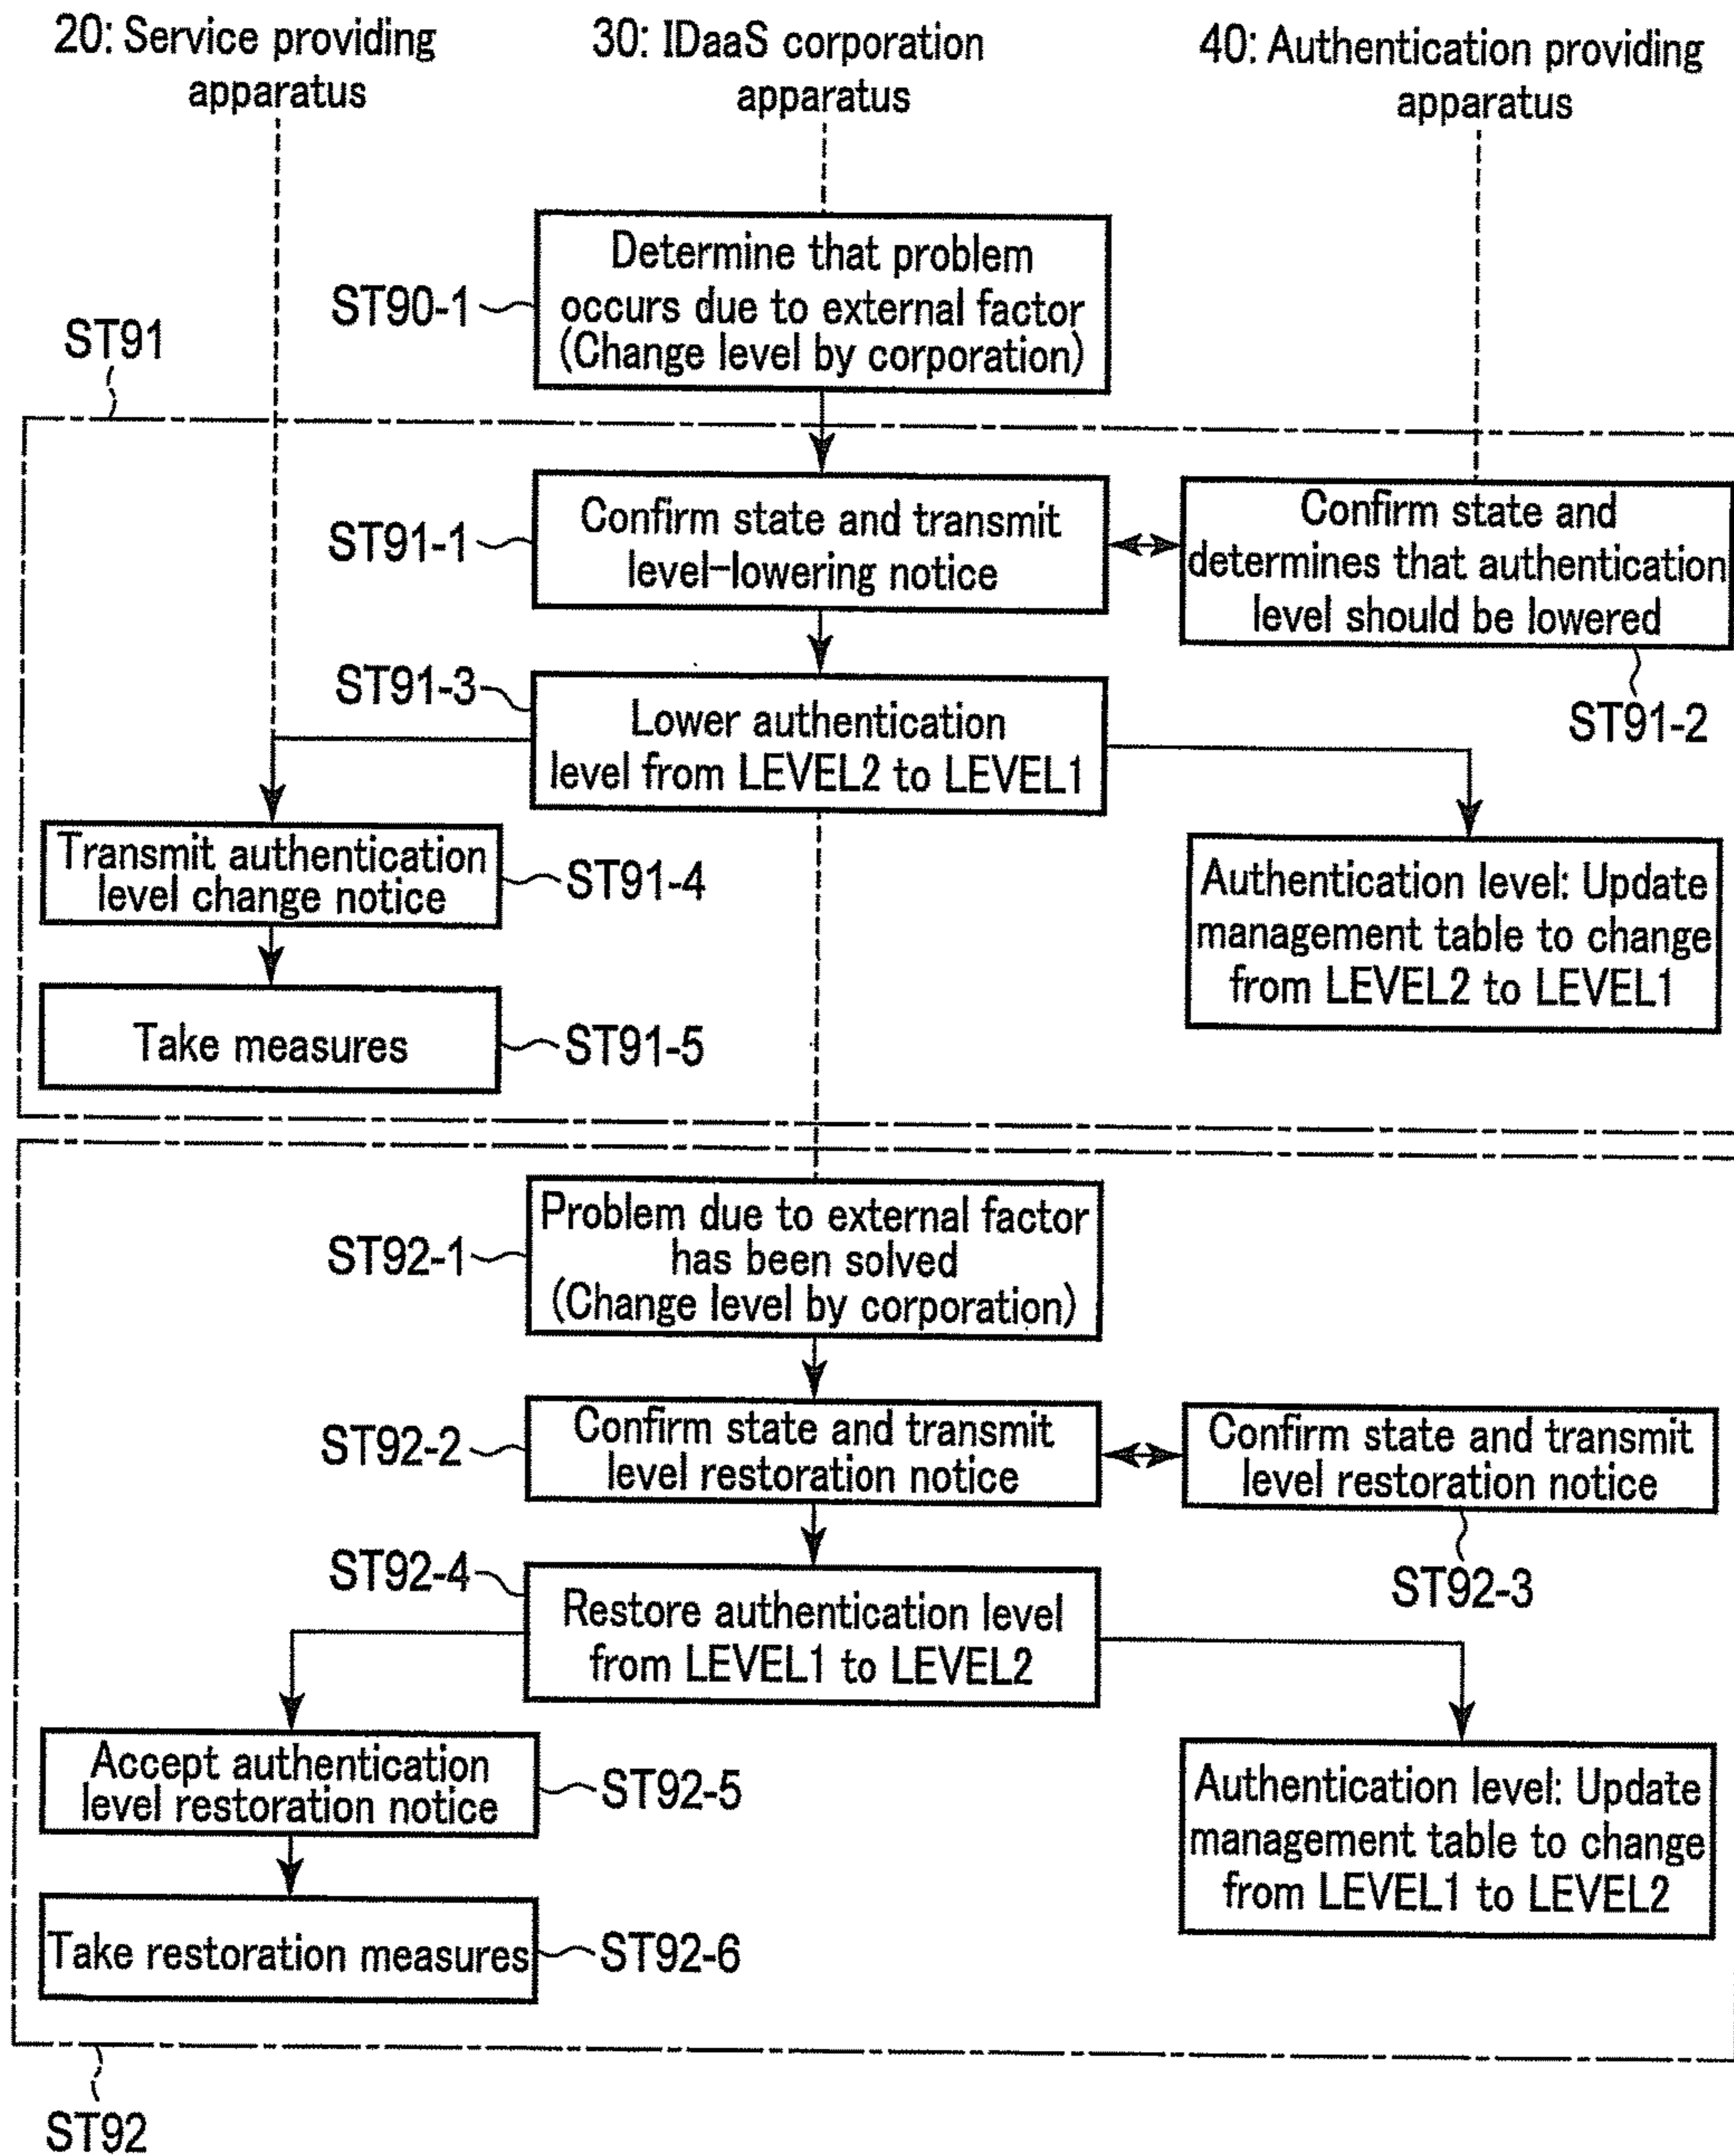 20: Service providing
apparatus
30: IDaaS corporation
apparatus
40: Authentication providing
apparatus
Determine that problem
occurs due to external factor
(Change level by corporation)
ST90-1
ST91
Confirm state and transmit
level-lowering notice
ST91-1
Confirm state and
determines that authentication
level should be lowered
ST91-2
ST91-3
Lower authentication
level from LEVEL2 to LEVEL1
Transmit authentication
level change notice
ST91-4
Authentication level: Update
management table to change
from LEVEL2 to LEVEL1
Take measures
ST91-5
Problem due to external factor
has been solved
(Change level by corporation)
ST92-1
ST92-2
Confirm state and transmit
level restoration notice
Confirm state and transmit
level restoration notice
ST92-3
ST92-4
Restore authentication level
from LEVEL1 to LEVEL2
Accept authentication
level restoration notice
ST92-5
Authentication level: Update
management table to change
from LEVEL1 to LEVEL2
Take restoration measures
ST92-6
ST92